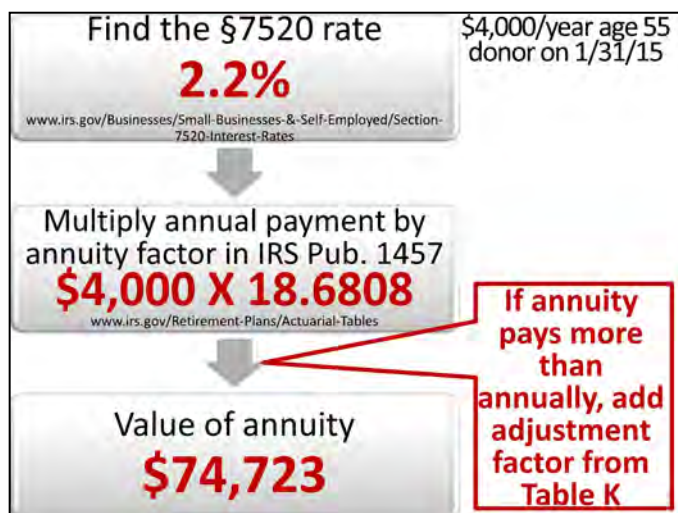 Find the §7520 rate
2.2%
www.irs.gov/Businesses/Small-Businesses-&-Self-Employed/Section-
7520-Interest-Rates
$4,000/year age 55
donor on 1/31/15
Multiply annual payment by
annuity factor in IRS Pub. 1457
$4,000 X 18.6808
www.irs.gov/Retirement-Plans/Actuarial-Tables
If annuity
pays more
than
annually, add
adjustment
factor from
Table K
Value of annuity
$74,723